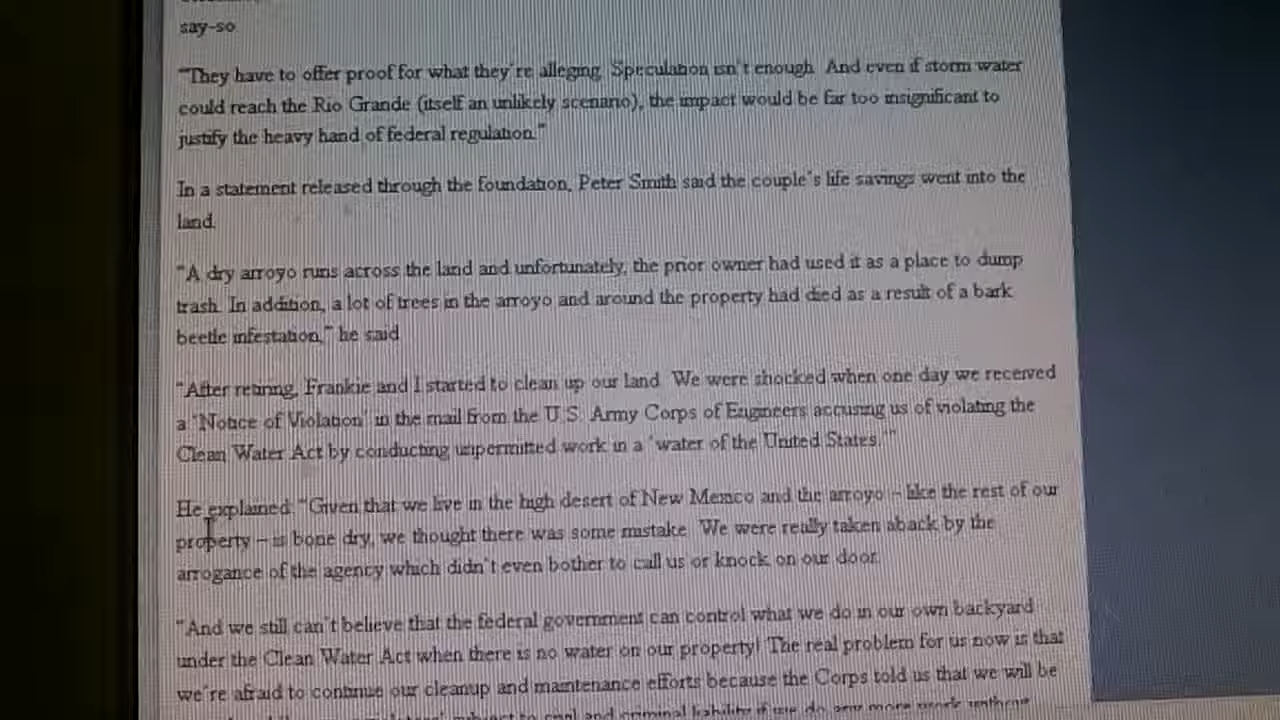 say-so.
"They have to offer proof for what they're alleging. Speculation isn't enough. And even if storm water
could reach the Rio Grande (itself an unlikely scenario), the impact would be far too insignificant to
justify the heavy hand of federal regulation."
In a statement released through the foundation, Peter Smith said the couple's life savings went into the
land.
"A dry arroyo runs across the land and unfortunately, the prior owner had used it as a place to dump
trash. In addition, a lot of trees in the arroyo and around the property had died as a result of a bark
beetle infestation," he said.
"After retiring, Frankie and I started to clean up our land. We were shocked when one day we received
a 'Notice of Violation' in the mail from the U.S. Army Corps of Engineers accusing us of violating the
Clean Water Act by conducting unpermitted work in a 'water of the United States.'"
He explained: "Given that we live in the high desert of New Mexico and the arroyo – like the rest of our
property – is bone dry, we thought there was some mistake. We were really taken aback by the
arrogance of the agency which didn't even bother to call us or knock on our door.
"And we still can't believe that the federal government can control what we do in our own backyard
under the Clean Water Act when there is no water on our property! The real problem for us now is that
we're afraid to continue our cleanup and maintenance efforts because the Corps told us that we will be
subject to civil and criminal liability if we do any more work without